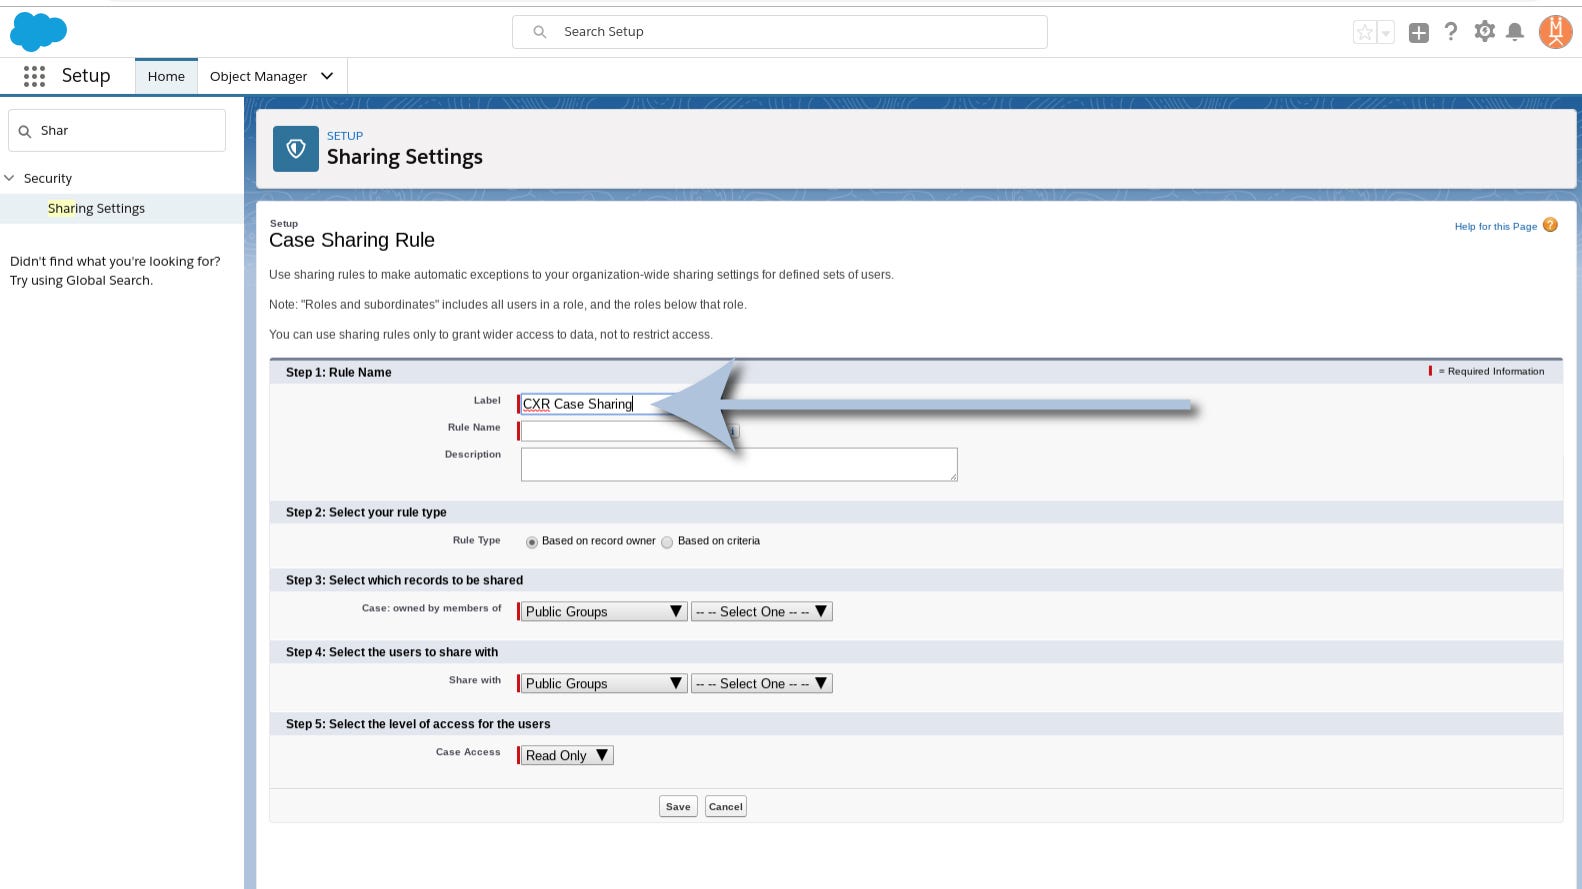 Search Setup
Setup
Home
Object Manager
Shar
Security
Sharing Settings
Didn't find what you're looking for?
Try using Global Search.
SETUP
Sharing Settings
Setup
Case Sharing Rule
Help for this Page ?
Use sharing rules to make automatic exceptions to your organization-wide sharing settings for defined sets of users.
Note: "Roles and subordinates" includes all users in a role, and the roles below that role.
You can use sharing rules only to grant wider access to data, not to restrict access.
Step 1: Rule Name
= Required Information
Label CXR Case Sharing
Rule Name
Description
Step 2: Select your rule type
Rule Type Based on record owner Based on criteria
Step 3: Select which records to be shared
Case: owned by members of Public Groups -- -- Select One -- --
Step 4: Select the users to share with
Share with Public Groups -- -- Select One -- --
Step 5: Select the level of access for the users
Case Access Read Only
Save Cancel